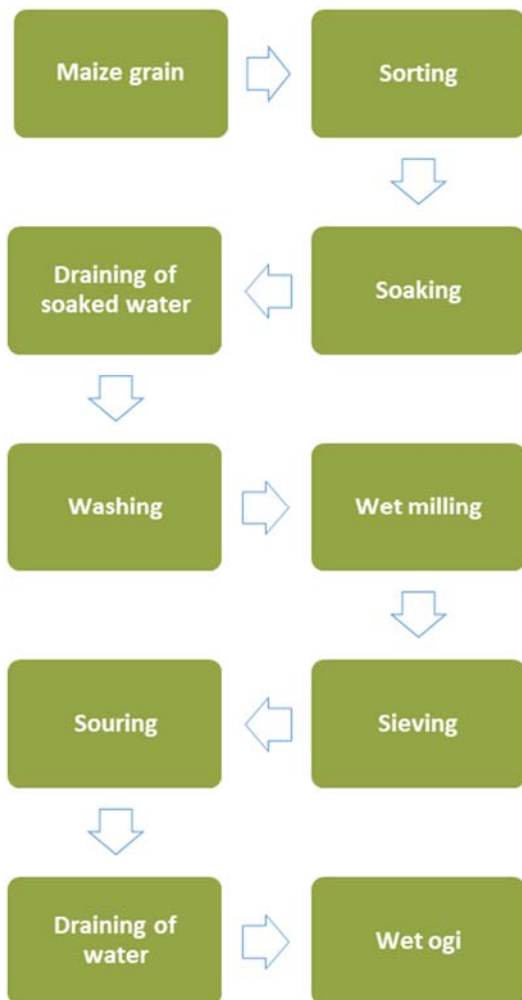 Maize grain
Sorting
Soaking
Draining of
soaked water
Washing
Wet milling
Sieving
Souring
Draining of
water
Wet ogi